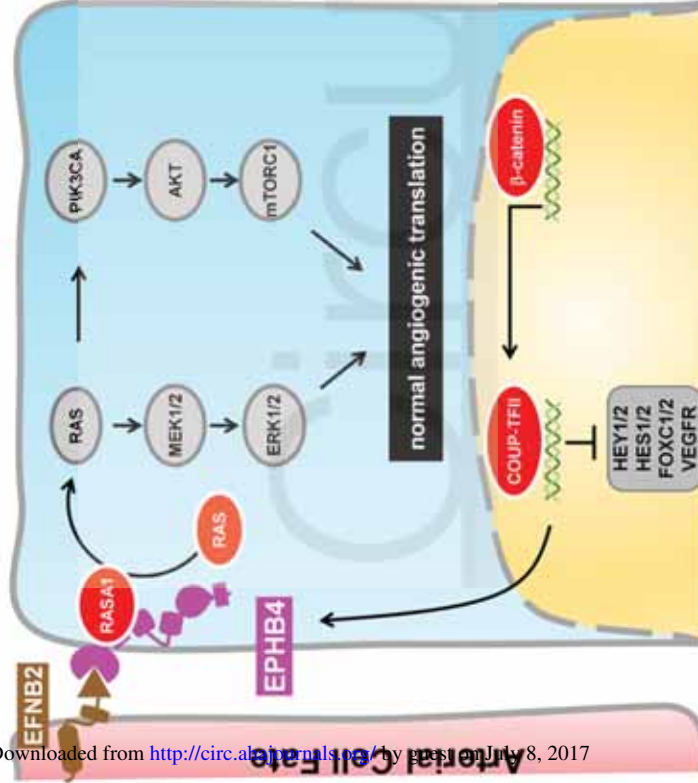 EFNB2
RASA1
RAS
RAS
PIK3CA
MEK1/2
AKT
ERK1/2
mTORC1
EPHB4
normal angiogenic translation
COUP-TFII
β-catenin
HEY1/2
HES1/2
FOXC1/2
VEGFR
Arterial Cell Fate
Downloaded from http://circ.ahajournals.org/ by guest on July 8, 2017
Circu